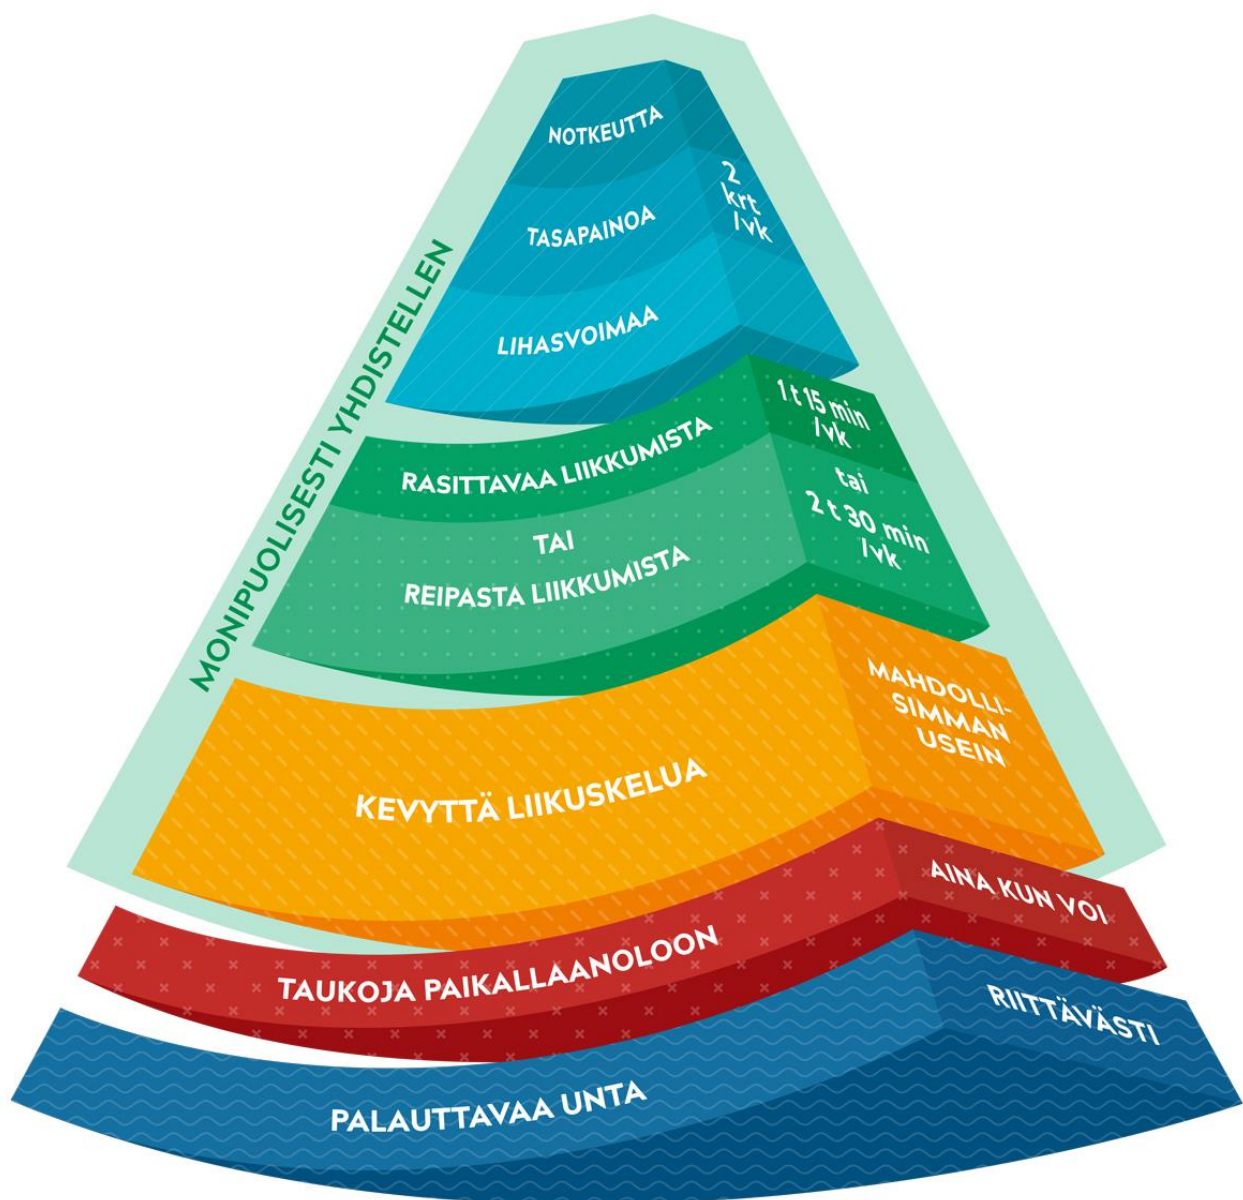 MONIPUOLISESTI YHDISTELLEN
NOTKEUTTA
TASAPAINOA
LIHASVOIMAA
2
krt
/vk
RASITTAVAA LIIKKUMISTA
1 t 15 min
/vk
TAI
REIPASTA LIIKKUMISTA
tai
2 t 30 min
/vk
KEVYTTÄ LIIKUSKELUA
MAHDOLLI-
SIMMAN
USEIN
TAUKOJA PAIKALLAANOLOON
AINA KUN VOI
PALAUTTAVAA UNTA
RIITTÄVÄSTI